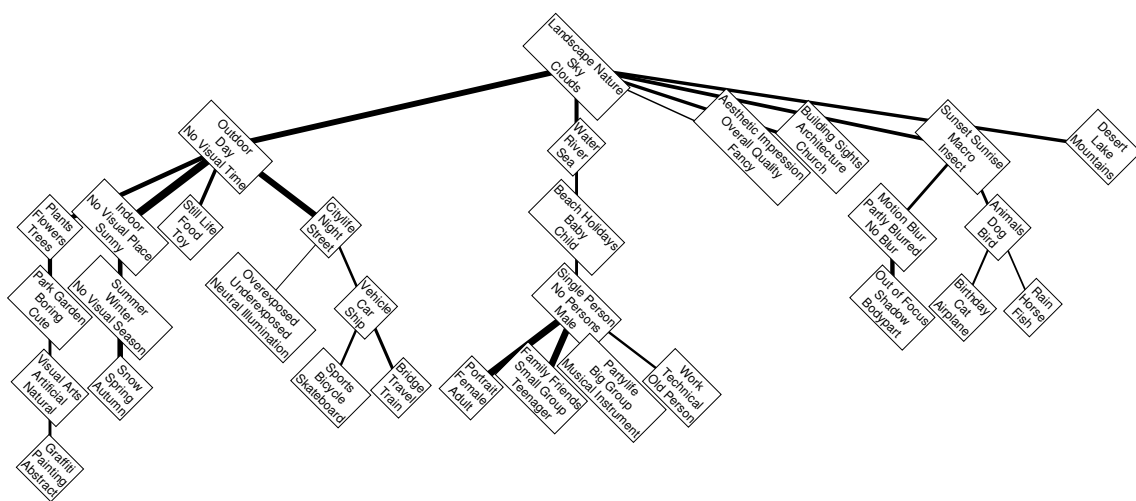 Landscape Nature
Sky
Clouds
Outdoor
Day
No Visual Time
Water
River
Sea
Aesthetic Impression
Overall Quality
Fancy
Building Sights
Architecture
Church
Sunset Sunrise
Macro
Insect
Desert
Lake
Mountains
Plants
Flowers
Trees
Indoor
No Visual Place
Sunny
Still Life
Food
Toy
Citylife
Night
Street
Beach Holidays
Baby
Child
Motion Blur
Partly Blurred
No Blur
Animals
Dog
Bird
Park Garden
Boring
Cute
Summer
Winter
No Visual Season
Overexposed
Underexposed
Neutral Illumination
Vehicle
Car
Ship
Single Person
No Persons
Male
Out of Focus
Shadow
Bodypart
Birthday
Cat
Airplane
Rain
Horse
Fish
Visual Arts
Artificial
Natural
Snow
Spring
Autumn
Sports
Bicycle
Skateboard
Bridge
Travel
Train
Portrait
Female
Adult
Family Friends
Small Group
Teenager
Partylife
Big Group
Musical Instrument
Work
Technical
Old Person
Graffiti
Painting
Abstract